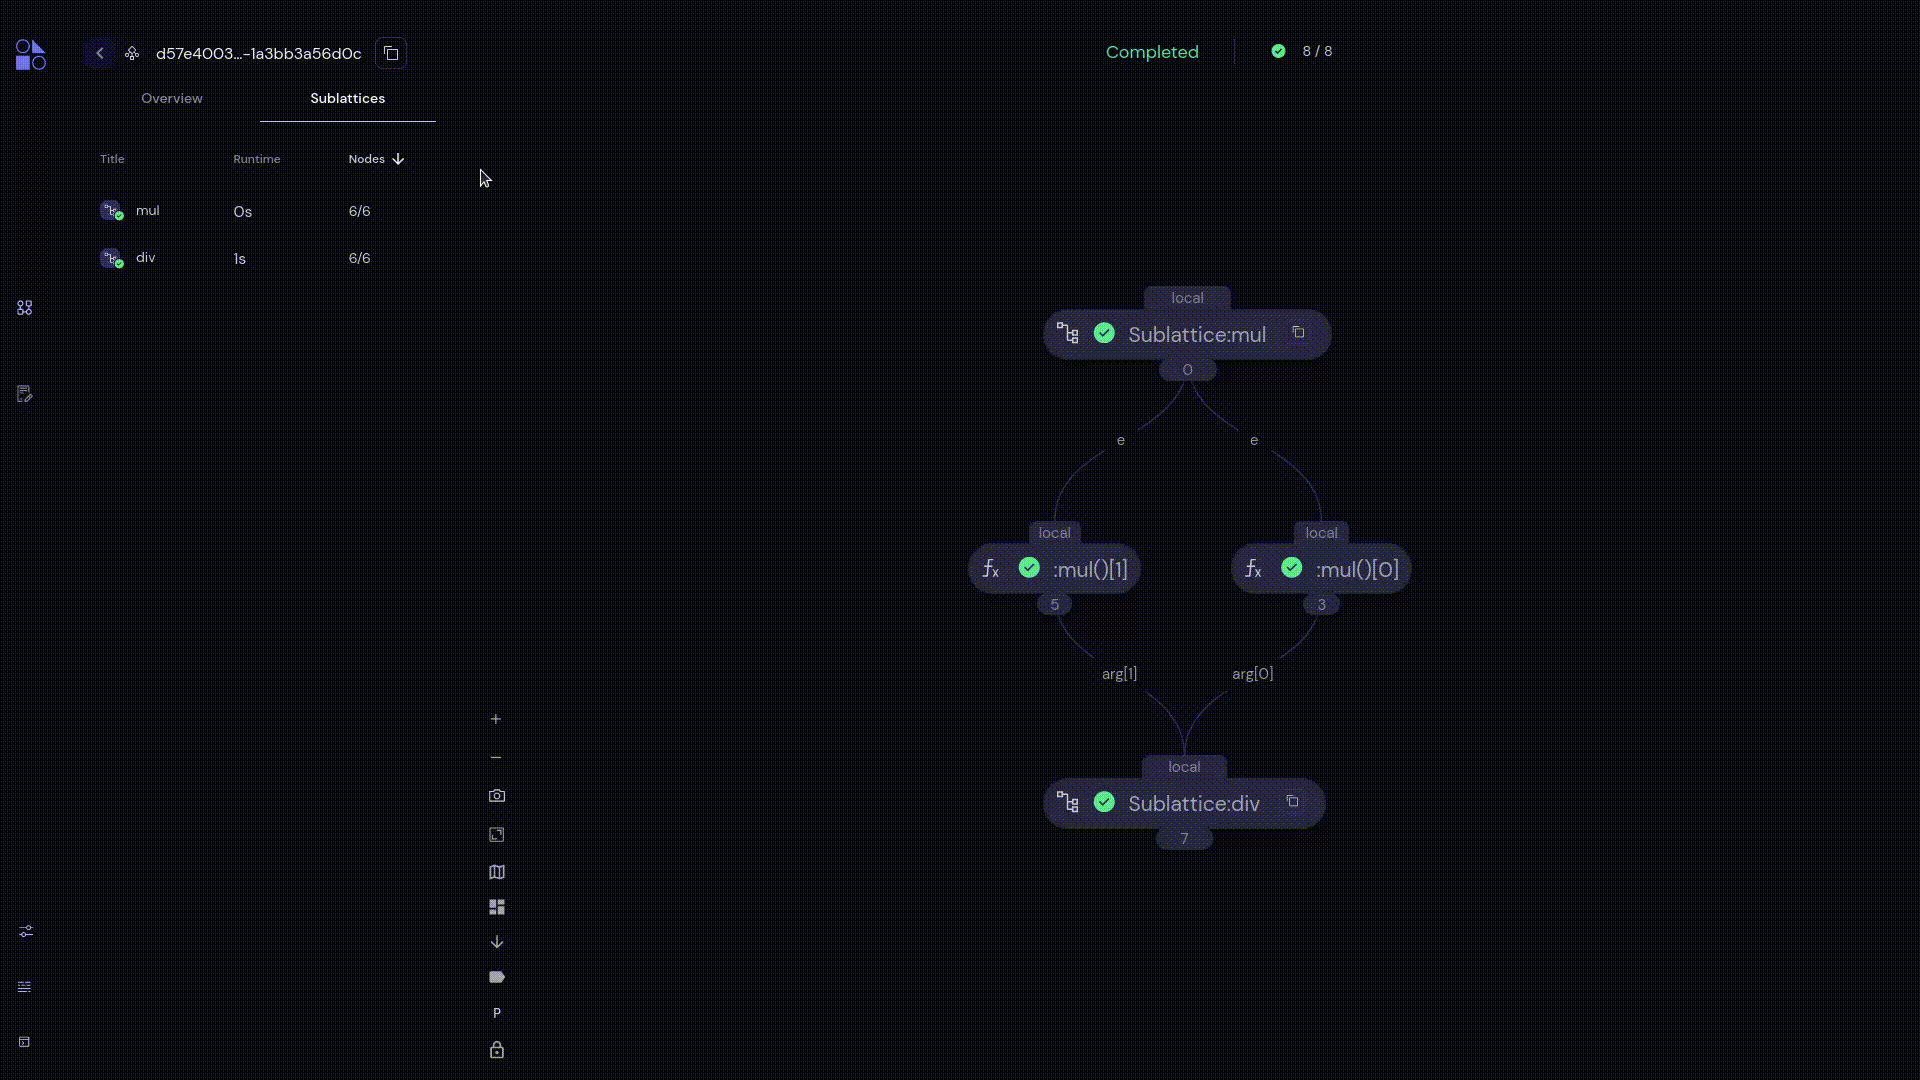 d57e4003...-1a3bb3a56d0c
Completed
8 / 8
Overview
Sublattices
Title
Runtime
Nodes
mul
0s
6/6
div
1s
6/6
local
Sublattice:mul
0
e
e
local
local
fx
:mul()[1]
fx
:mul()[0]
5
3
arg[1]
arg[0]
local
Sublattice:div
7
P